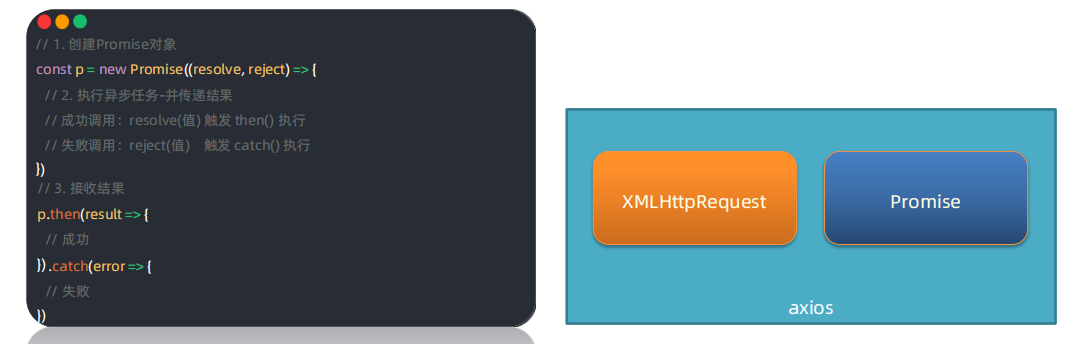 // 1. 创建Promise对象
const p = new Promise((resolve, reject) => {
// 2. 执行异步任务-并传递结果
// 成功调用：resolve(值) 触发 then() 执行
// 失败调用：reject(值) 触发 catch() 执行
})
// 3. 接收结果
p.then(result => {
// 成功
}).catch(error => {
// 失败
})
XMLHttpRequest
Promise
axios